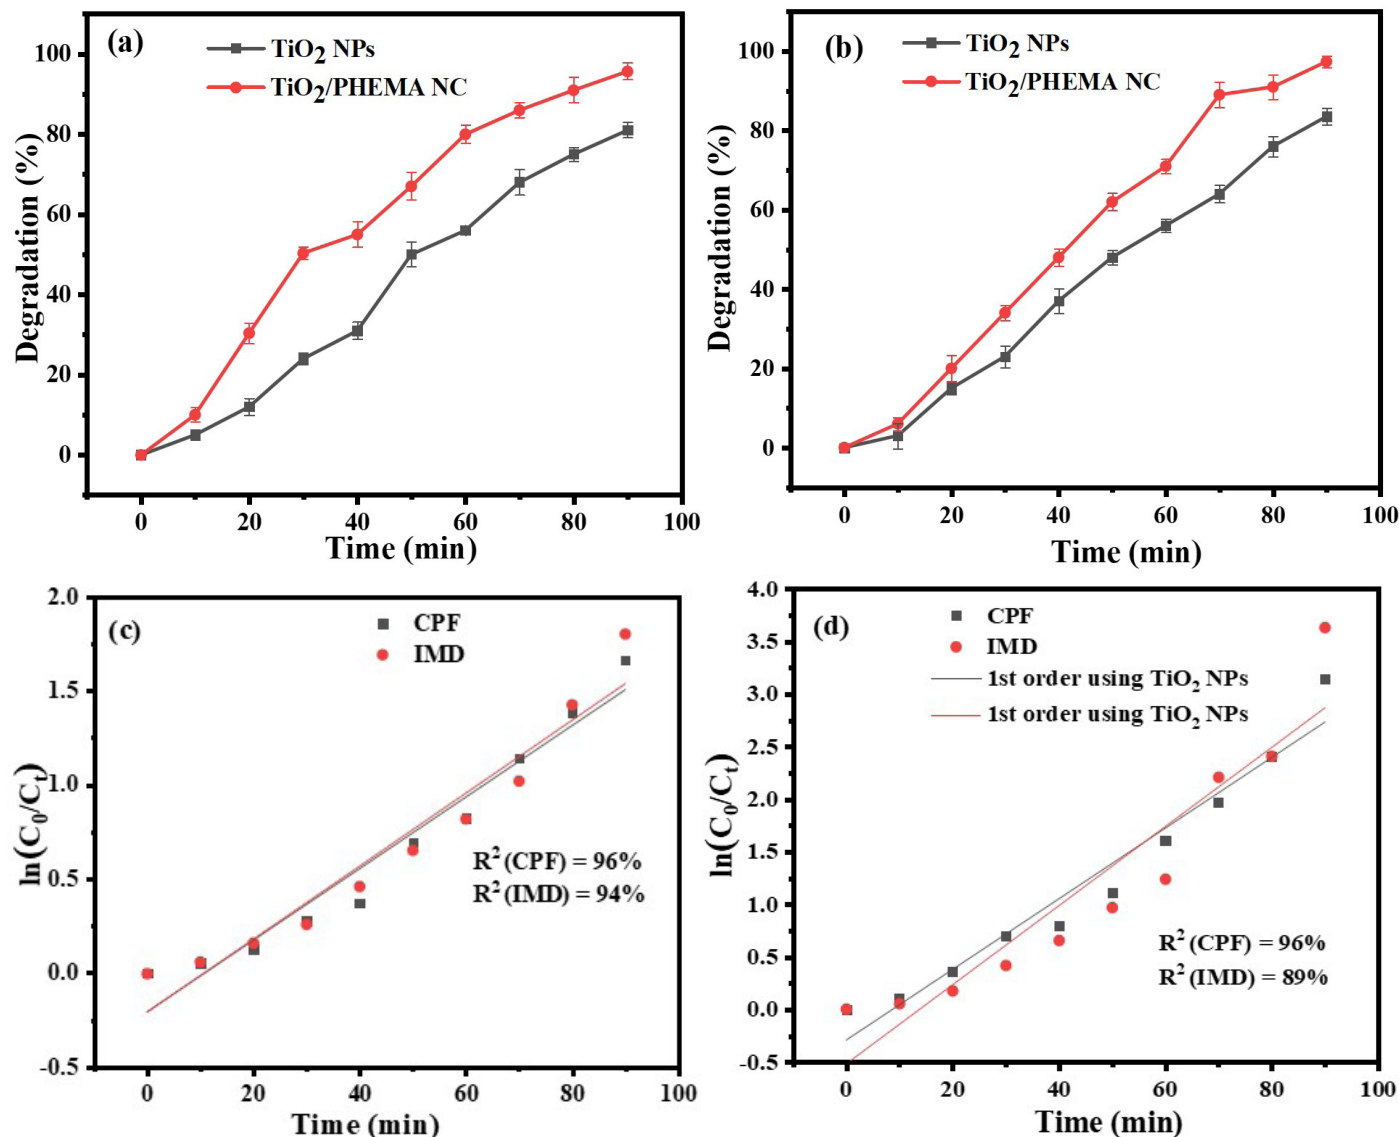 (a)
TiO2 NPs
TiO2/PHEMA NC
100
80
60
40
20
0
Degradation (%)
0 20 40 60 80 100
Time (min)
(b)
TiO2 NPs
TiO2/PHEMA NC
100
80
60
40
20
0
Degradation (%)
0 20 40 60 80 100
Time (min)
(c)
CPF
IMD
2.0
1.5
1.0
0.5
0.0
-0.5
ln(C0/Ct)
R2 (CPF) = 96%
R2 (IMD) = 94%
0 20 40 60 80 100
Time (min)
(d)
CPF
IMD
1st order using TiO2 NPs
1st order using TiO2 NPs
4.0
3.5
3.0
2.5
2.0
1.5
1.0
0.5
0.0
-0.5
ln(C0/Ct)
R2 (CPF) = 96%
R2 (IMD) = 89%
0 20 40 60 80 100
Time (min)